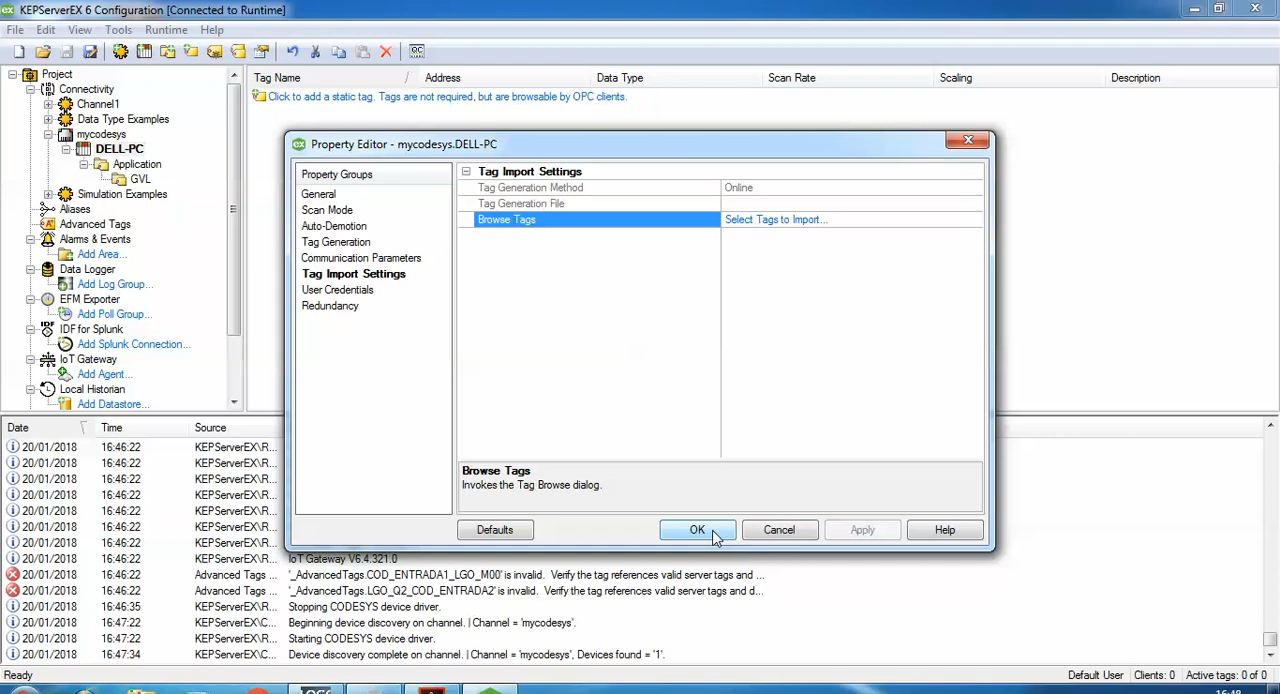 KEPServerEX 6 Configuration [Connected to Runtime]
File Edit View Tools Runtime Help
Project
Connectivity
Channel1
Data Type Examples
mycodesys
DELL-PC
Application
GVL
Simulation Examples
Aliases
Advanced Tags
Alarms & Events
Add Area...
Data Logger
Add Log Group...
EFM Exporter
Add Poll Group...
IDF for Splunk
Add Splunk Connection...
IoT Gateway
Add Agent...
Local Historian
Add Datastore...
Tag Name Address Data Type Scan Rate Scaling Description
Click to add a static tag. Tags are not required, but are browsable by OPC clients.
Property Editor - mycodesys.DELL-PC
Property Groups
General
Scan Mode
Auto-Demotion
Tag Generation
Communication Parameters
Tag Import Settings
User Credentials
Redundancy
Tag Import Settings
Tag Generation Method Online
Tag Generation File
Browse Tags Select Tags to Import...
Browse Tags
Invokes the Tag Browse dialog.
Defaults OK Cancel Apply Help
Date Time Source
20/01/2018 16:46:22 KEPServerEX\R...
20/01/2018 16:46:22 KEPServerEX\R...
20/01/2018 16:46:22 KEPServerEX\R...
20/01/2018 16:46:22 KEPServerEX\R...
20/01/2018 16:46:22 KEPServerEX\R...
20/01/2018 16:46:22 KEPServerEX\R...
20/01/2018 16:46:22 KEPServerEX\R...
20/01/2018 16:46:22 KEPServerEX\R... IoT Gateway V6.4.321.0
20/01/2018 16:46:22 Advanced Tags ... '_AdvancedTags.COD_ENTRADA1_LGO_M00' is invalid. Verify the tag references valid server tags and ...
20/01/2018 16:46:22 Advanced Tags ... '_AdvancedTags.LGO_Q2_COD_ENTRADA2' is invalid. Verify the tag references valid server tags and d...
20/01/2018 16:46:35 KEPServerEX\R... Stopping CODESYS device driver.
20/01/2018 16:47:22 KEPServerEX\C... Beginning device discovery on channel. | Channel = 'mycodesys'.
20/01/2018 16:47:22 KEPServerEX\R... Starting CODESYS device driver.
20/01/2018 16:47:34 KEPServerEX\C... Device discovery complete on channel. | Channel = 'mycodesys', Devices found = '1'.
Ready Default User Clients: 0 Active tags: 0 of 0